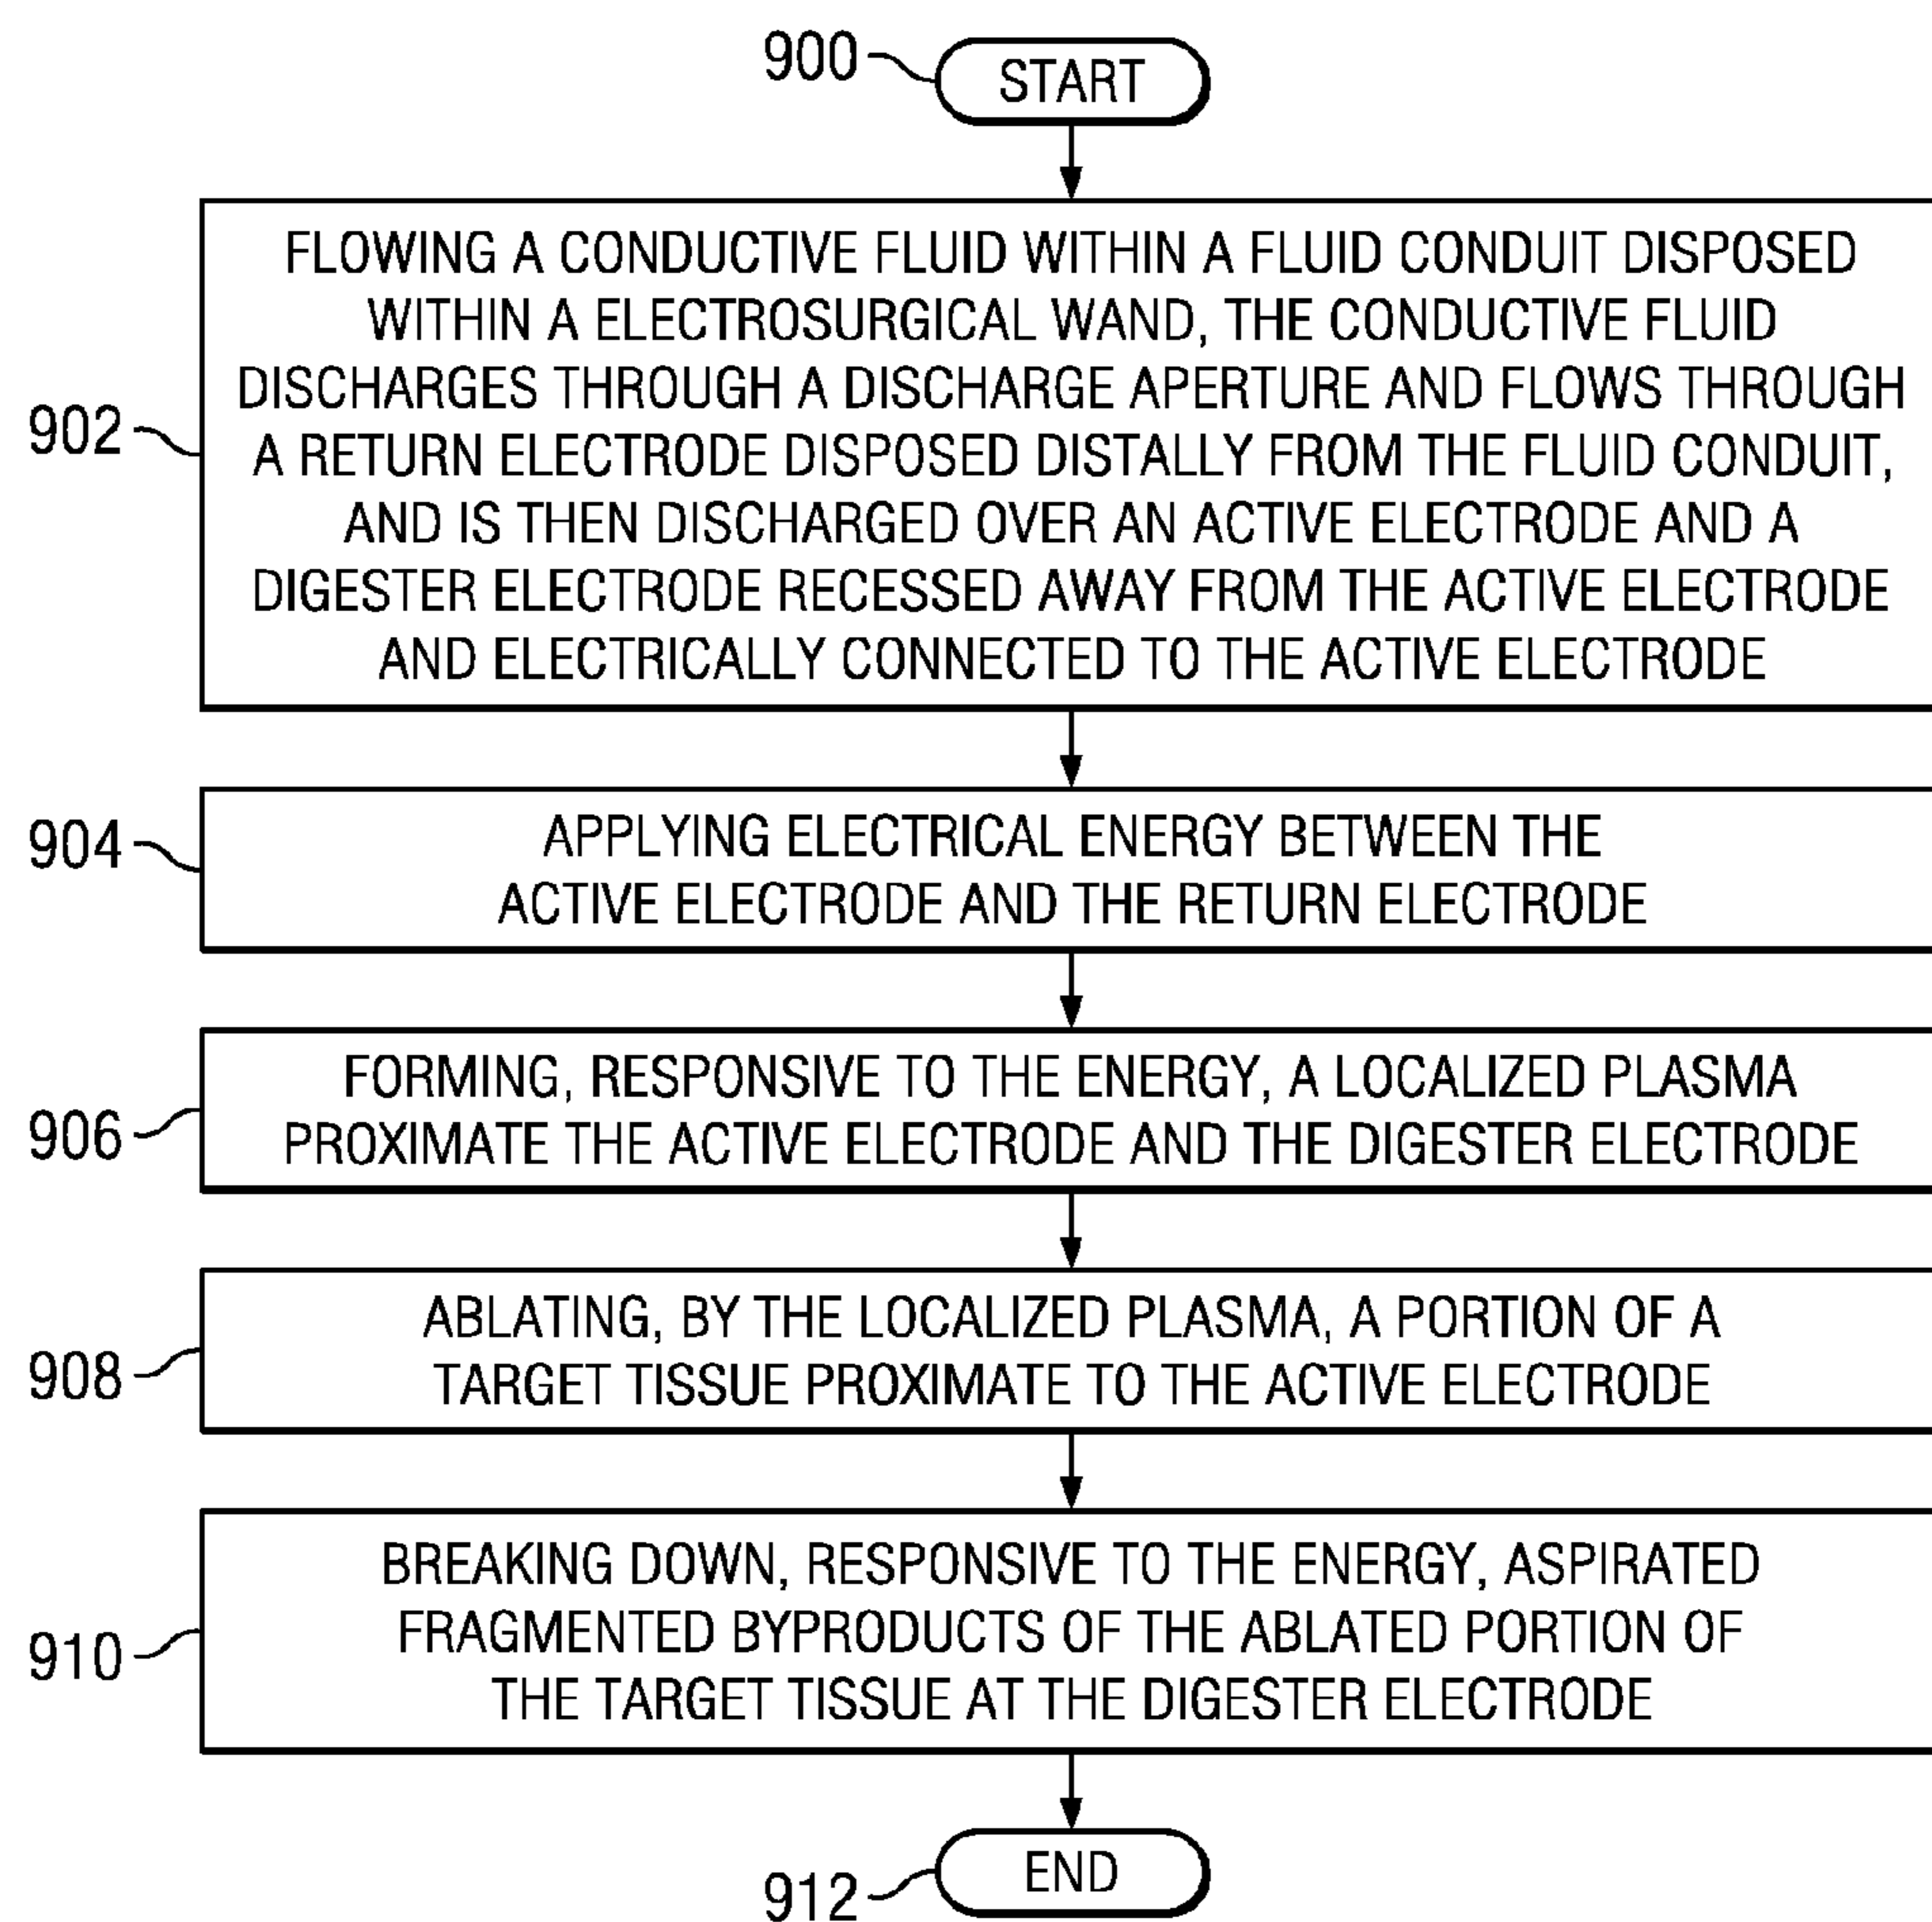 900
START
902
FLOWING A CONDUCTIVE FLUID WITHIN A FLUID CONDUIT DISPOSED
WITHIN A ELECTROSURGICAL WAND, THE CONDUCTIVE FLUID
DISCHARGES THROUGH A DISCHARGE APERTURE AND FLOWS THROUGH
A RETURN ELECTRODE DISPOSED DISTALLY FROM THE FLUID CONDUIT,
AND IS THEN DISCHARGED OVER AN ACTIVE ELECTRODE AND A
DIGESTER ELECTRODE RECESSED AWAY FROM THE ACTIVE ELECTRODE
AND ELECTRICALLY CONNECTED TO THE ACTIVE ELECTRODE
904
APPLYING ELECTRICAL ENERGY BETWEEN THE
ACTIVE ELECTRODE AND THE RETURN ELECTRODE
906
FORMING, RESPONSIVE TO THE ENERGY, A LOCALIZED PLASMA
PROXIMATE THE ACTIVE ELECTRODE AND THE DIGESTER ELECTRODE
908
ABLATING, BY THE LOCALIZED PLASMA, A PORTION OF A
TARGET TISSUE PROXIMATE TO THE ACTIVE ELECTRODE
910
BREAKING DOWN, RESPONSIVE TO THE ENERGY, ASPIRATED
FRAGMENTED BYPRODUCTS OF THE ABLATED PORTION OF
THE TARGET TISSUE AT THE DIGESTER ELECTRODE
912
END